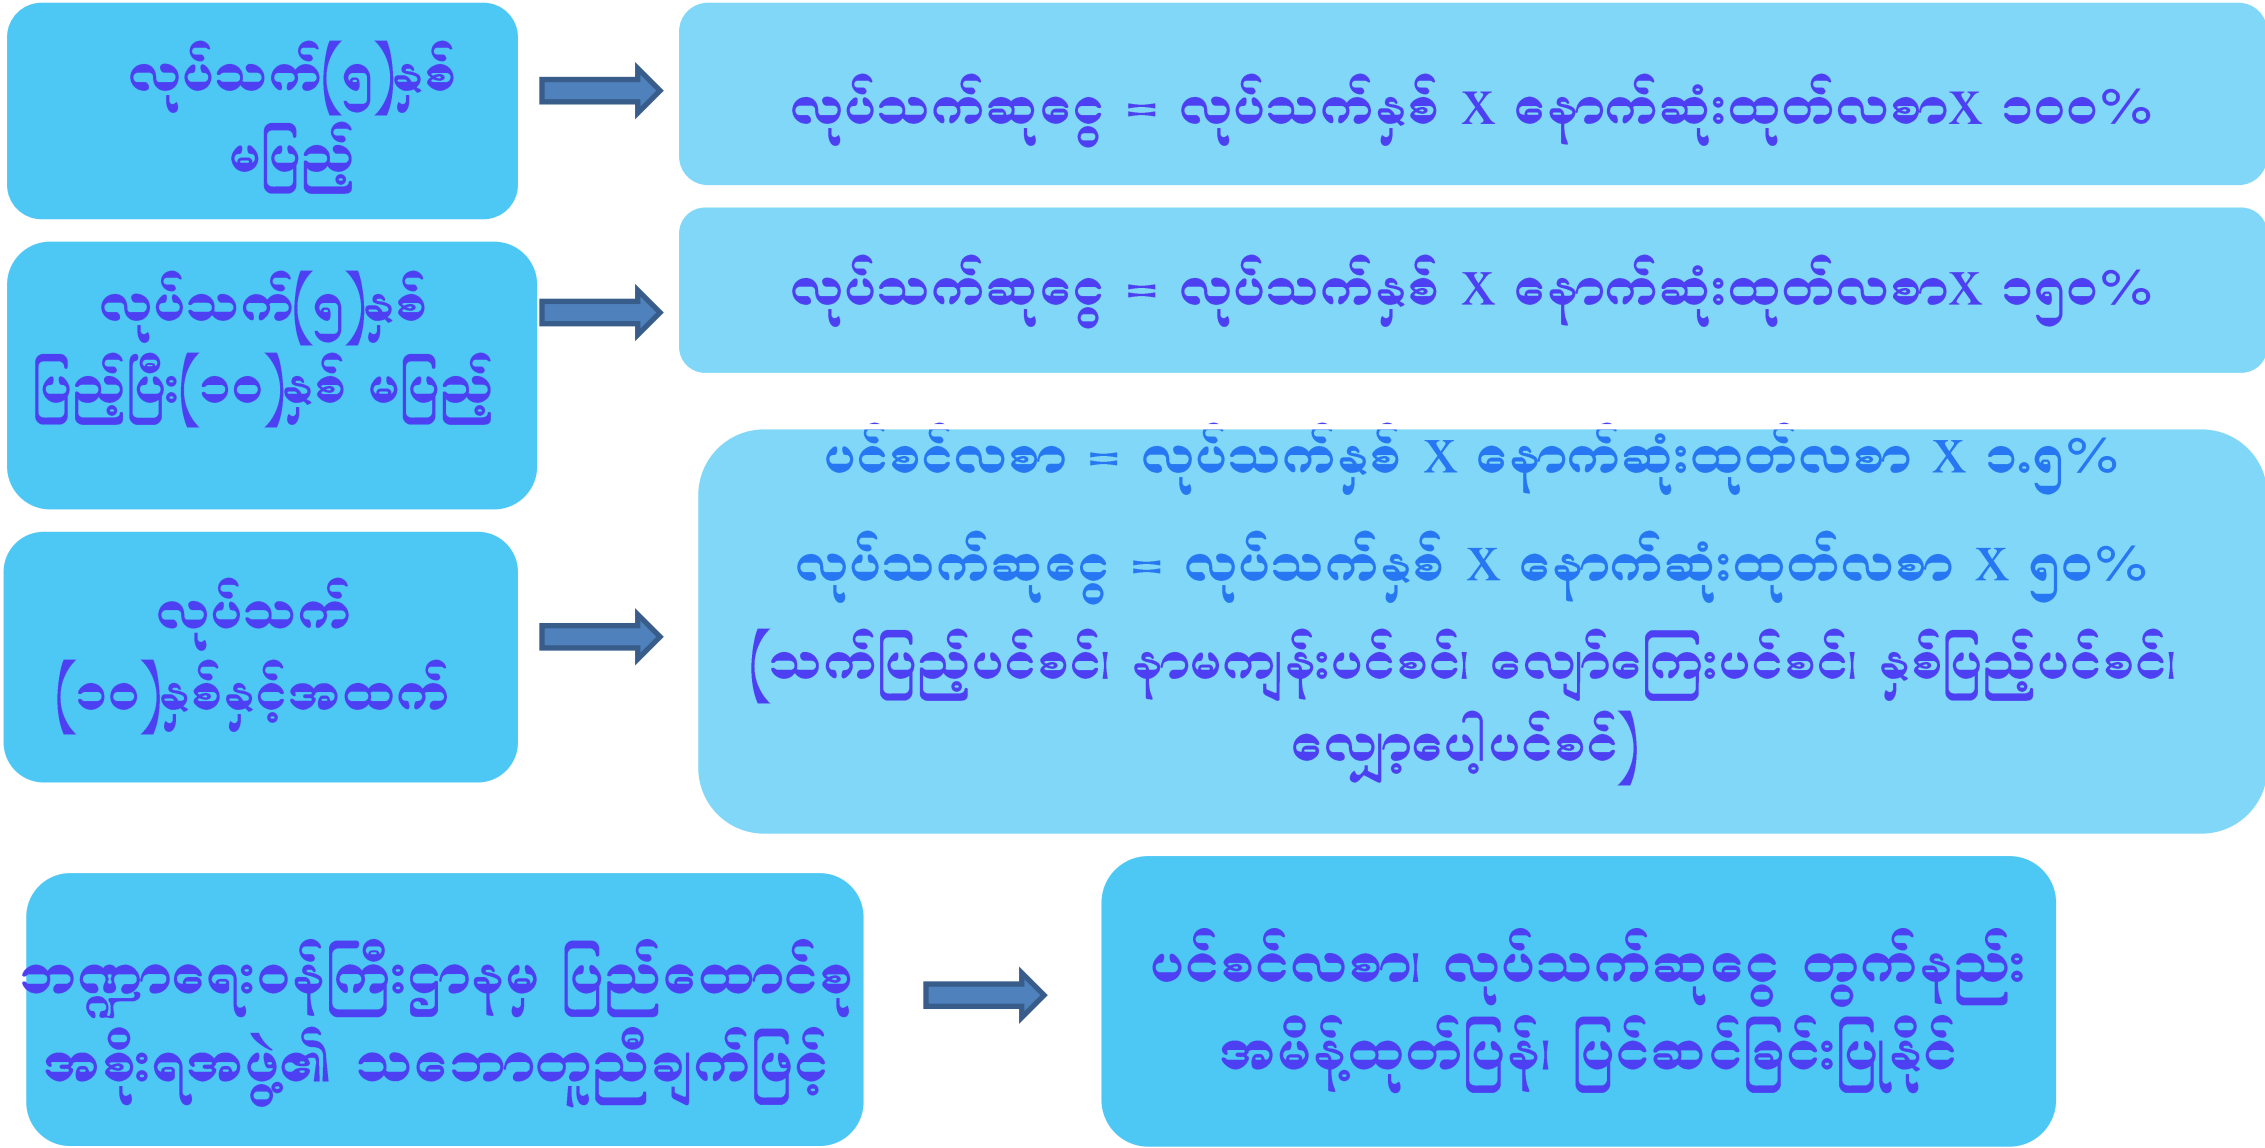 လုပ်သက်(၅)နှစ်
မပြည့်
လုပ်သက်ဆုငွေ = လုပ်သက်နှစ် X နောက်ဆုံးထုတ်လစာX ၁၀၀%
လုပ်သက်(၅)နှစ်
ပြည့်ပြီး(၁၀)နှစ် မပြည့်
လုပ်သက်ဆုငွေ = လုပ်သက်နှစ် X နောက်ဆုံးထုတ်လစာX ၁၅၀%
လုပ်သက်
(၁၀)နှစ်နှင့်အထက်
ပင်စင်လစာ = လုပ်သက်နှစ် X နောက်ဆုံးထုတ်လစာ X ၁.၅%
လုပ်သက်ဆုငွေ = လုပ်သက်နှစ် X နောက်ဆုံးထုတ်လစာ X ၅၀%
(သက်ပြည့်ပင်စင်၊ နာမကျန်းပင်စင်၊ လျော်ကြေးပင်စင်၊ နှစ်ပြည့်ပင်စင်၊
လျှော့ပေါ့ပင်စင်)
ဘဏ္ဍာရေးဝန်ကြီးဌာနမှ ပြည်ထောင်စု
အစိုးရအဖွဲ့၏ သဘောတူညီချက်ဖြင့်
ပင်စင်လစာ၊ လုပ်သက်ဆုငွေ တွက်နည်း
အမိန့်ထုတ်ပြန်၊ ပြင်ဆင်ခြင်းပြုနိုင်